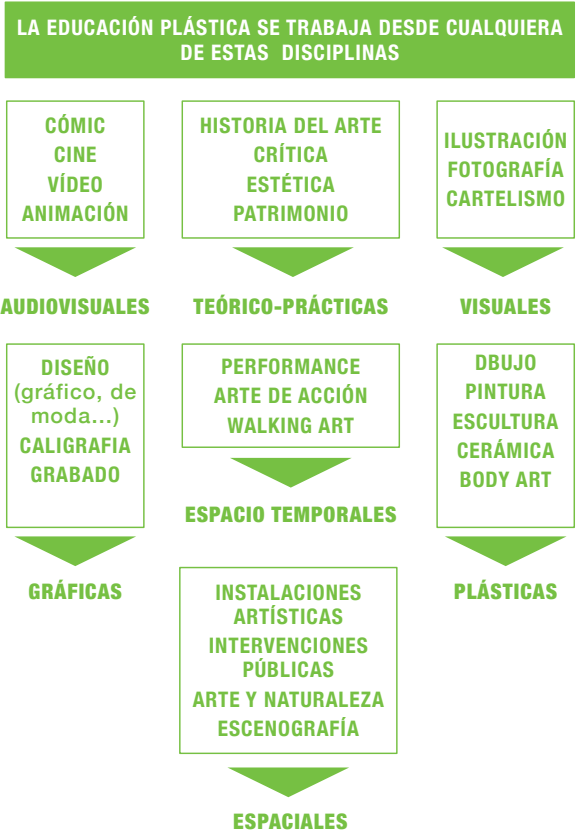 LA EDUCACIÓN PLÁSTICA SE TRABAJA DESDE CUALQUIERA
DE ESTAS DISCIPLINAS
CÓMIC
CINE
VÍDEO
ANIMACIÓN
AUDIOVISUALES
HISTORIA DEL ARTE
CRÍTICA
ESTÉTICA
PATRIMONIO
TEÓRICO-PRÁCTICAS
ILUSTRACIÓN
FOTOGRAFÍA
CARTELISMO
VISUALES
DISEÑO
(gráfico, de
moda...)
CALIGRAFIA
GRABADO
GRÁFICAS
PERFORMANCE
ARTE DE ACCIÓN
WALKING ART
ESPACIO TEMPORALES
DBUJO
PINTURA
ESCULTURA
CERÁMICA
BODY ART
PLÁSTICAS
INSTALACIONES
ARTÍSTICAS
INTERVENCIONES
PÚBLICAS
ARTE Y NATURALEZA
ESCENOGRAFÍA
ESPACIALES